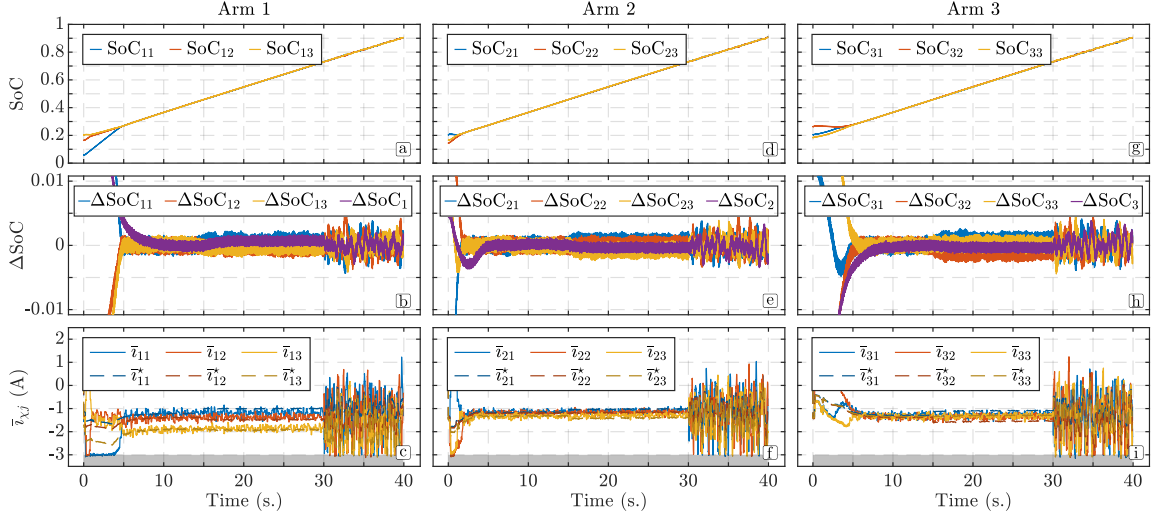 Arm 1 Arm 2 Arm 3
SoC
1
0.8
0.6
0.4
0.2
0
SoC₁₁ SoC₁₂ SoC₁₃
SoC₂₁ SoC₂₂ SoC₂₃
SoC₃₁ SoC₃₂ SoC₃₃
a d g
ΔSoC
0.01
0
-0.01
ΔSoC₁₁ ΔSoC₁₂ ΔSoC₁₃ ΔSoC₁
ΔSoC₂₁ ΔSoC₂₂ ΔSoC₂₃ ΔSoC₂
ΔSoC₃₁ ΔSoC₃₂ ΔSoC₃₃ ΔSoC₃
b e h
ī_χj (A)
2
1
0
-1
-2
-3
ī₁₁ ī₁₂ ī₁₃
ī⋆₁₁ ī⋆₁₂ ī⋆₁₃
ī₂₁ ī₂₂ ī₂₃
ī⋆₂₁ ī⋆₂₂ ī⋆₂₃
ī₃₁ ī₃₂ ī₃₃
ī⋆₃₁ ī⋆₃₂ ī⋆₃₃
c f i
0 10 20 30 40 0 10 20 30 40 0 10 20 30 40
Time (s.) Time (s.) Time (s.)